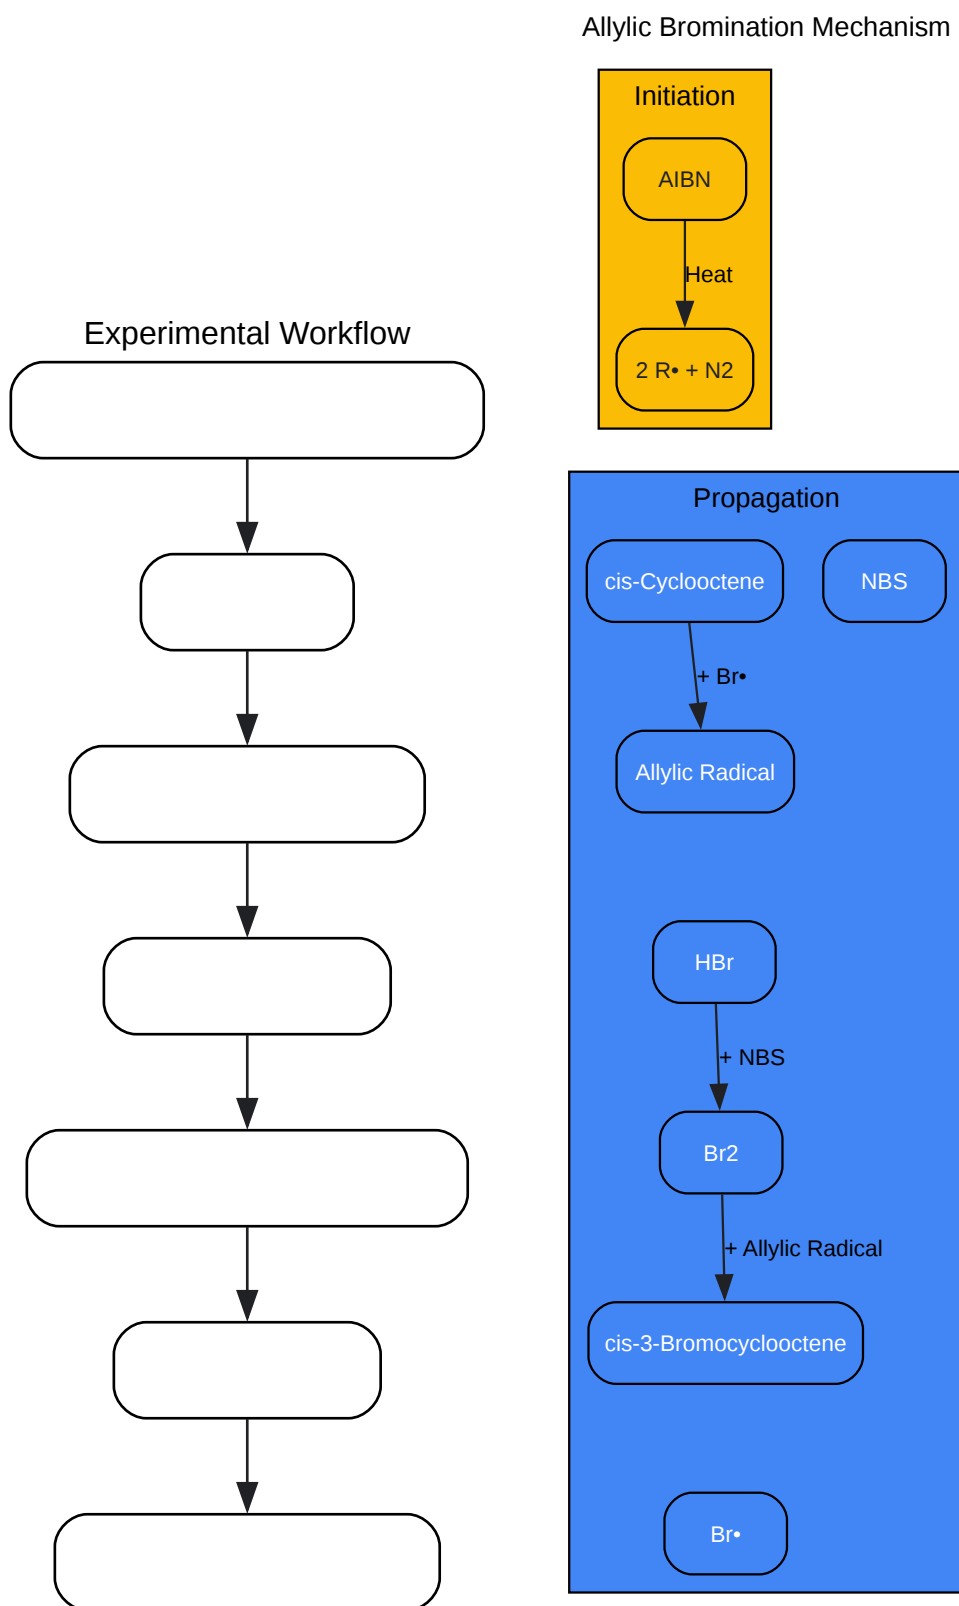 Allylic Bromination Mechanism
Initiation
AIBN
Heat
2 R• + N2
Experimental Workflow
Propagation
cis-Cyclooctene
NBS
+ Br•
Allylic Radical
HBr
+ NBS
Br2
+ Allylic Radical
cis-3-Bromocyclooctene
Br•